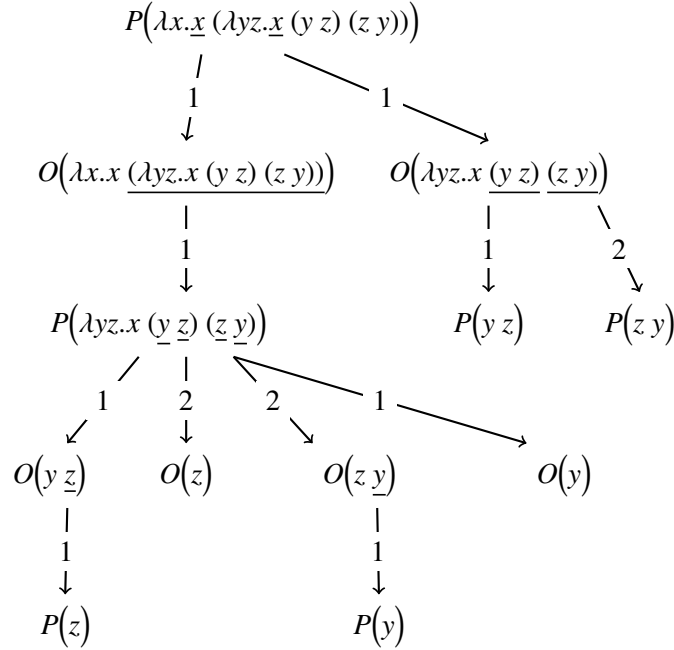 P(λx.x (λyz.x (y z) (z y)))
1 1
O(λx.x (λyz.x (y z) (z y))) O(λyz.x (y z) (z y))
1 1 2
P(λyz.x (y z) (z y)) P(y z) P(z y)
1 2 2 1
O(y z) O(z) O(z y) O(y)
1 1
P(z) P(y)